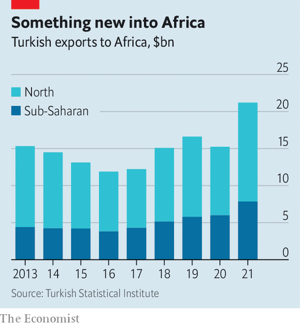 Something new into Africa
Turkish exports to Africa, $bn
25
North
Sub-Saharan
20
15
10
5
0
2013 14 15 16 17 18 19 20 21
Source: Turkish Statistical Institute
The Economist